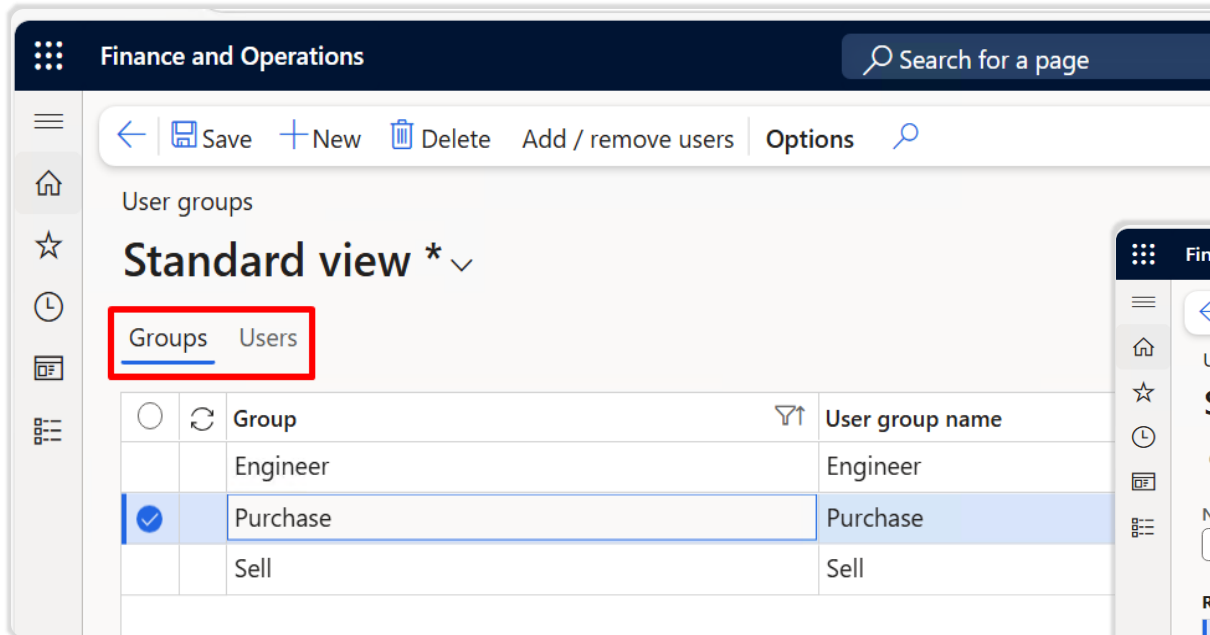 Finance and Operations
Search for a page
Save New Delete Add / remove users Options
User groups
Standard view *
Groups Users
Group User group name
Engineer Engineer
Purchase Purchase
Sell Sell